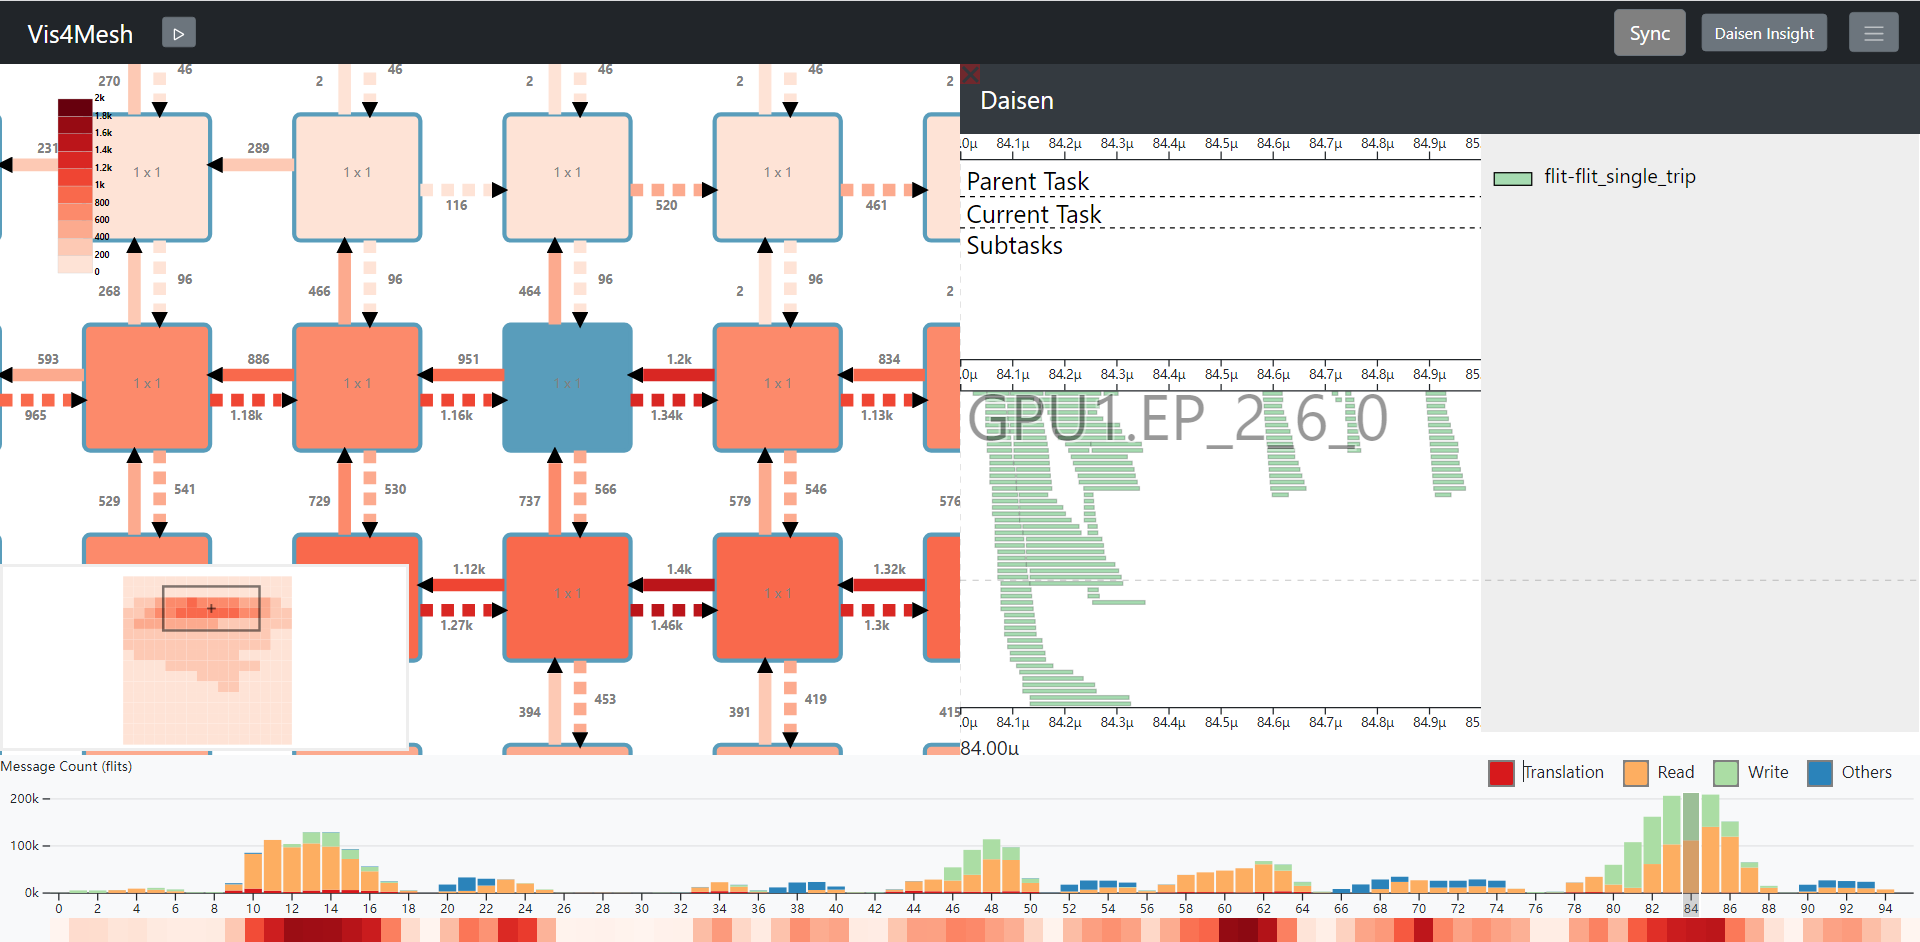 Vis4Mesh
Sync
Daisen Insight
270 46 2 46 2 46 2 46 2
2k
1.8k
1.6k
1.4k
1.2k
1k
800
600
400
200
0
231 289
1 x 1 1 x 1 1 x 1 1 x 1
116 520 461
268 96 466 96 464 96 2 96 2
593 886 951 1.2k 834
1 x 1 1 x 1 1 x 1 1 x 1
965 1.18k 1.16k 1.34k 1.13k
529 541 729 530 737 566 579 546 576
1.12k 1.4k 1.32k
1 x 1 1 x 1
1.27k 1.46k 1.3k
394 453 391 419 415
Daisen
.0μ 84.1μ 84.2μ 84.3μ 84.4μ 84.5μ 84.6μ 84.7μ 84.8μ 84.9μ 85.
Parent Task
Current Task
Subtasks
.0μ 84.1μ 84.2μ 84.3μ 84.4μ 84.5μ 84.6μ 84.7μ 84.8μ 84.9μ 85.
GPU1.EP_2_6_0
.0μ 84.1μ 84.2μ 84.3μ 84.4μ 84.5μ 84.6μ 84.7μ 84.8μ 84.9μ 85.
84.00μ
flit-flit_single_trip
Message Count (flits)
Translation Read Write Others
200k
100k
0k
0 2 4 6 8 10 12 14 16 18 20 22 24 26 28 30 32 34 36 38 40 42 44 46 48 50 52 54 56 58 60 62 64 66 68 70 72 74 76 78 80 82 84 86 88 90 92 94